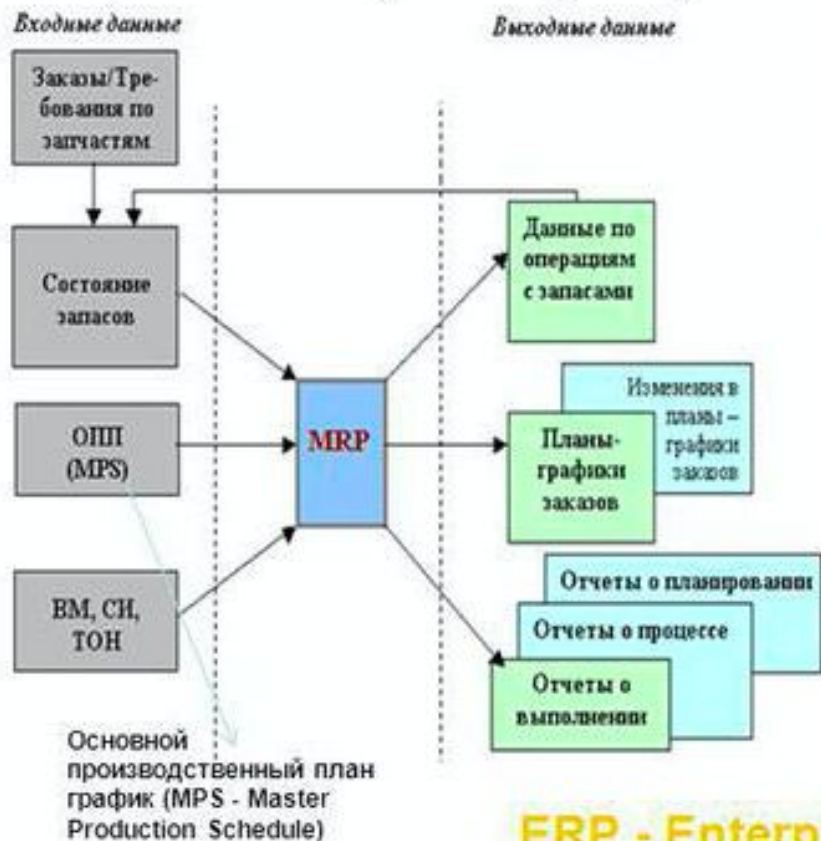 Входные данные
Выходные данные
Заказы/Тре-
бования по
запчастям
Состояние
запасов
ОПП
(MPS)
ВМ, СИ,
ТОН
MRP
Данные по
операциям
с запасами
Изменения в
планы –
графики
заказов
Планы-
графики
заказов
Отчеты о планировании
Отчеты о процессе
Отчеты о
выполнении
Основной
производственный план
график (MPS - Master
Production Schedule)
ERP - Enterp